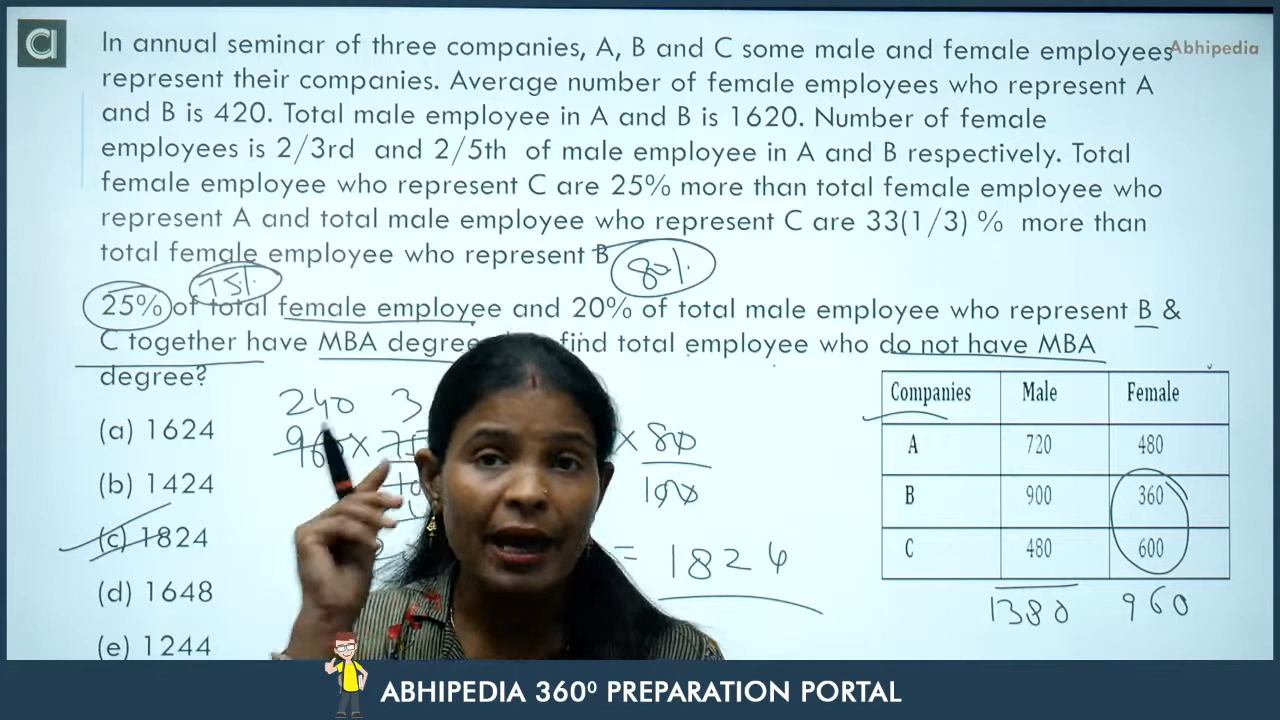 In annual seminar of three companies, A, B and C some male and female employees
Abhipedia
represent their companies. Average number of female employees who represent A
and B is 420. Total male employee in A and B is 1620. Number of female
employees is 2/3rd and 2/5th of male employee in A and B respectively. Total
female employee who represent C are 25% more than total female employee who
represent A and total male employee who represent C are 33(1/3) % more than
total female employee who represent B
80%
75%
25% of total female employee and 20% of total male employee who represent B &
C together have MBA degree find total employee who do not have MBA
degree?
(a) 1624
(b) 1424
(c) 1824
(d) 1648
(e) 1244
240 3
960 x 75
x 80
100
= 1824
Companies Male Female
A 720 480
B 900 360
C 480 600
1380 960
ABHIPEDIA 360⁰ PREPARATION PORTAL